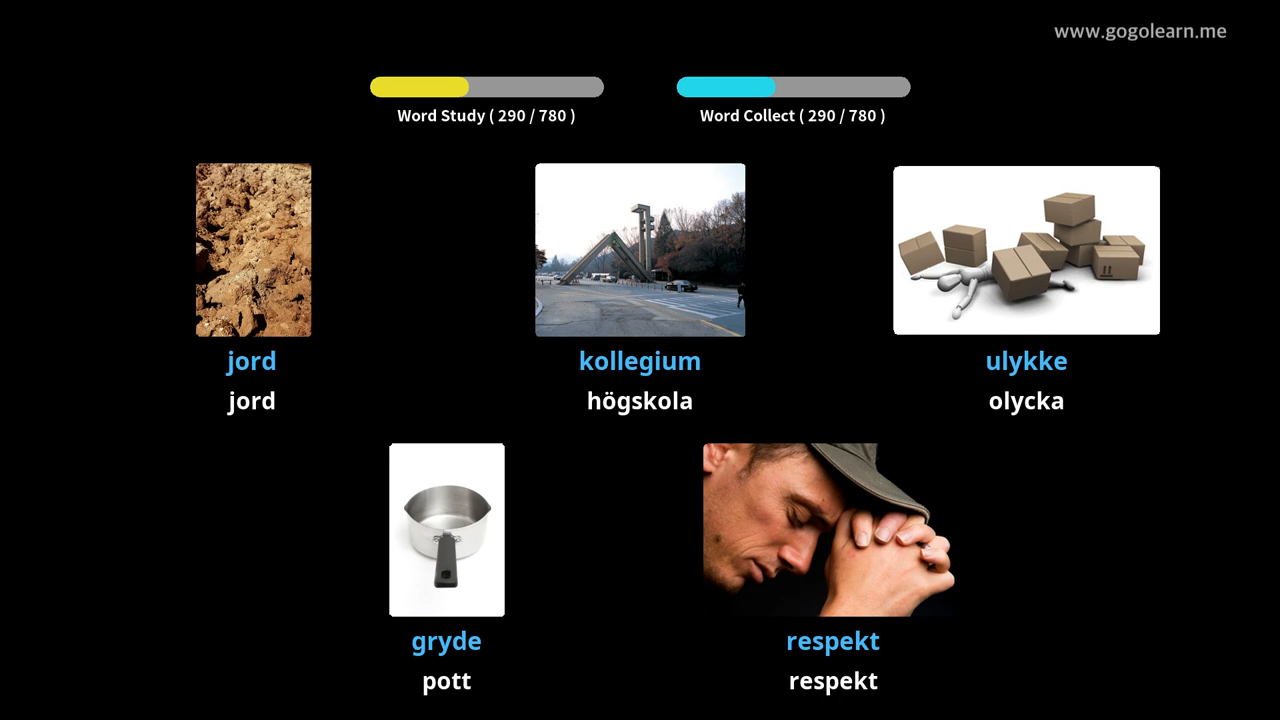 www.gogolearn.me
Word Study ( 290 / 780 )
Word Collect ( 290 / 780 )
jord
jord
kollegium
högskola
ulykke
olycka
gryde
pott
respekt
respekt